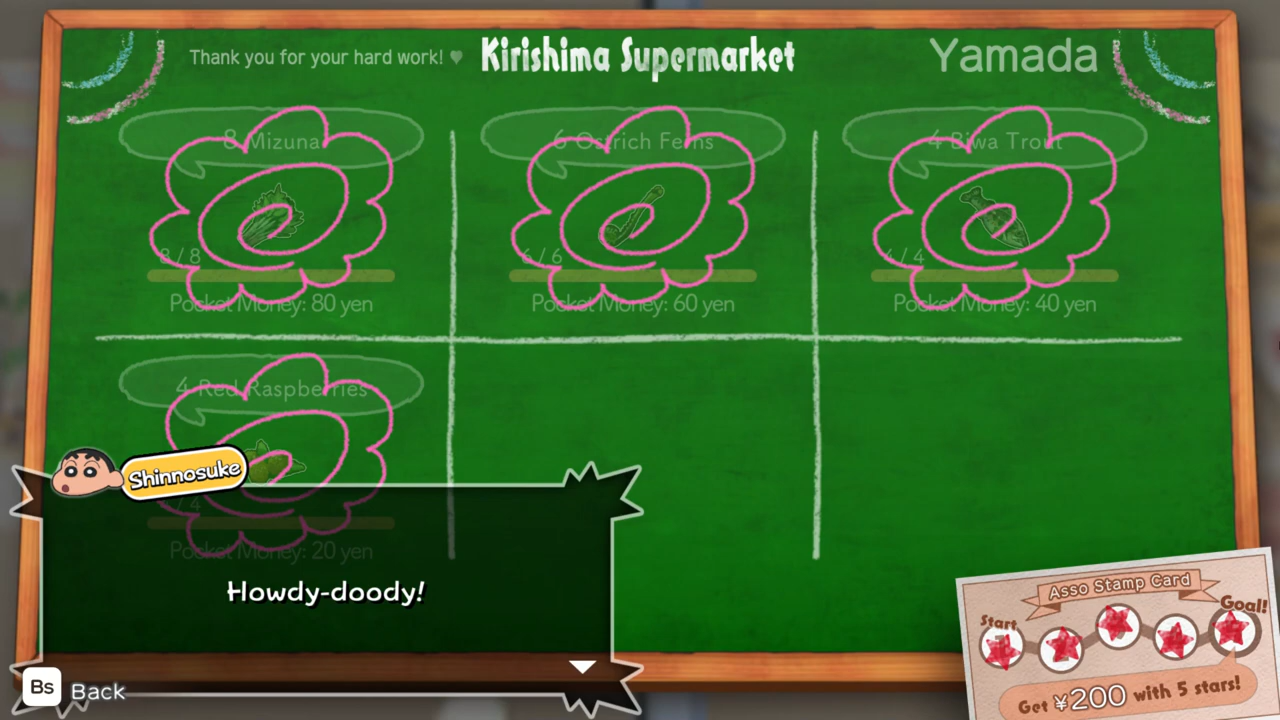 Thank you for your hard work! ♥
Kirishima Supermarket
Yamada
8 Mizuna
6 Ostrich Ferns
4 Biwa Trout
8 / 8
6 / 6
4 / 4
Pocket Money: 80 yen
Pocket Money: 60 yen
Pocket Money: 40 yen
4 Red Raspberries
/ 4
Pocket Money: 20 yen
Shinnosuke
Howdy-doody!
Bs Back
Asso Stamp Card
Start
Goal!
Get ¥200 with 5 stars!